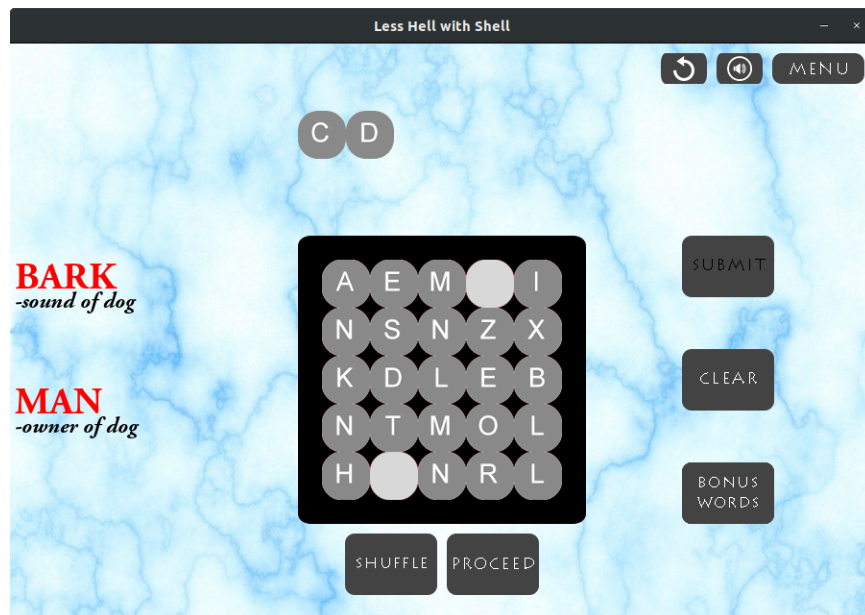 Less Hell with Shell
MENU
C D
BARK
-sound of dog
MAN
-owner of dog
A E M I
N S N Z X
K D L E B
N T M O L
H N R L
SUBMIT
CLEAR
BONUS
WORDS
SHUFFLE PROCEED